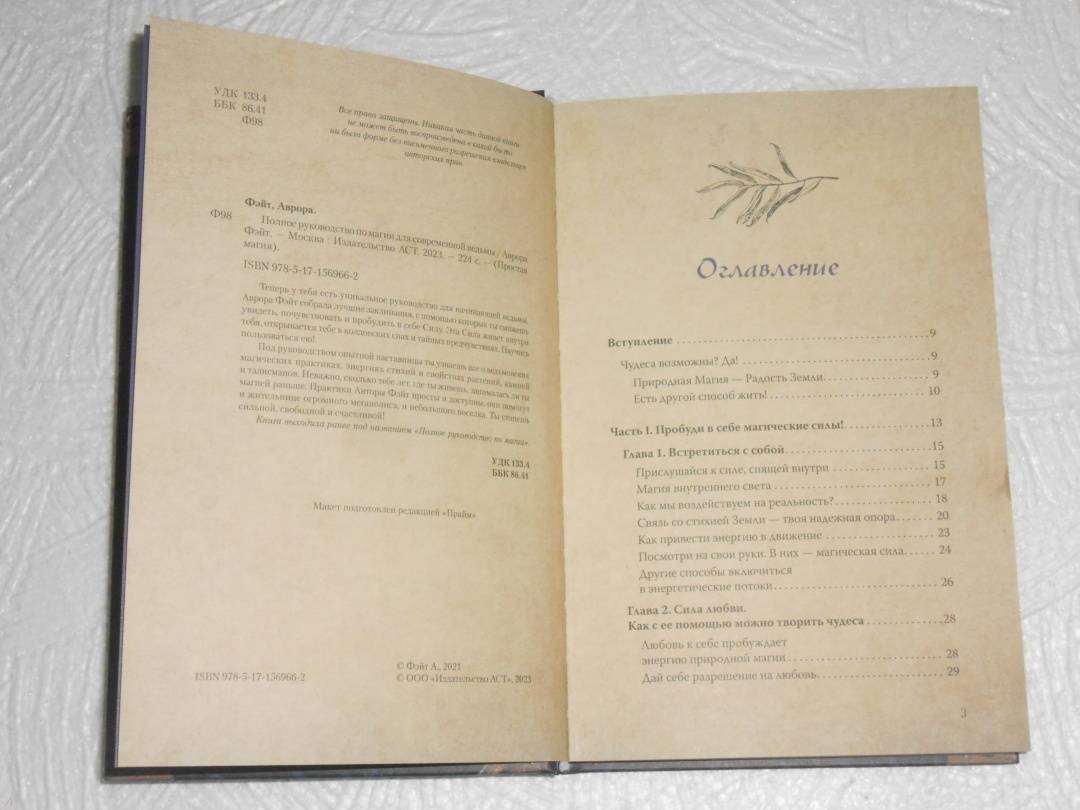 УДК 133.4
ББК 86.41
Ф98
Все права защищены. Никакая часть данной книги
не может быть воспроизведена в какой бы то
ни было форме без письменного разрешения владельцев
авторских прав.
Фэйт, Аврора.
Ф98 Полное руководство по магии для современной ведьмы / Аврора
Фэйт. — Москва : Издательство АСТ, 2023. — 224 с. — (Простая
магия).
ISBN 978-5-17-156966-2
Теперь у тебя есть уникальное руководство для начинающей ведьмы.
Аврора Фэйт собрала лучшие заклинания, с помощью которых ты сможешь
увидеть, почувствовать и пробудить в себе Силу. Эта Сила живет внутри
тебя, открывается тебе в колдовских снах и тайных предчувствиях. Научись
пользоваться ею!
Под руководством опытной наставницы ты узнаешь все о ведьмовских
магических практиках, энергиях стихий и свойствах растений, камней
и талисманов. Неважно, сколько тебе лет, где ты живешь, занималась ли ты
магией раньше. Практики Авроры Фэйт просты и доступны, они помогут
и жительнице огромного мегаполиса, и небольшого поселка. Ты станешь
сильной, свободной и счастливой!
Книга выходила ранее под названием «Полное руководство по магии».
УДК 133.4
ББК 86.41
Макет подготовлен редакцией «Прайм»
© Фэйт А., 2021
ISBN 978-5-17-156966-2 © ООО «Издательство АСТ», 2023
Оглавление
Вступление 9
Чудеса возможны? Да! 9
Природная Магия — Радость Земли 9
Есть другой способ жить! 10
Часть I. Пробуди в себе магические силы! 13
Глава 1. Встретиться с собой 15
Прислушайся к силе, спящей внутри 15
Магия внутреннего света 17
Как мы воздействуем на реальность? 18
Связь со стихией Земли — твоя надежная опора 20
Как привести энергию в движение 23
Посмотри на свои руки. В них — магическая сила 24
Другие способы включиться
в энергетические потоки 26
Глава 2. Сила любви.
Как с ее помощью можно творить чудеса 28
Любовь к себе пробуждает
энергию природной магии 28
Дай себе разрешение на любовь 29
3